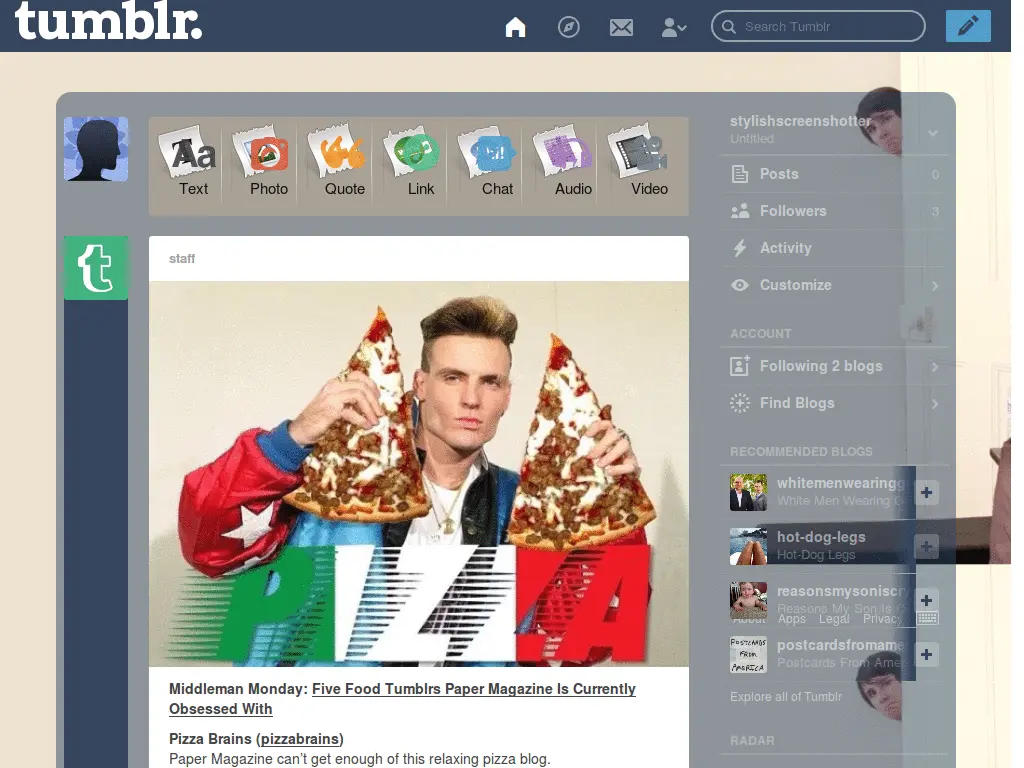 tumblr.
Search Tumblr
Text
Photo
Quote
Link
Chat
Audio
Video
staff
PIZZA
Middleman Monday: Five Food Tumblrs Paper Magazine Is Currently
Obsessed With
Pizza Brains (pizzabrains)
Paper Magazine can't get enough of this relaxing pizza blog.
stylishscreenshotter
Untitled
Posts 0
Followers 3
Activity
Customize
ACCOUNT
Following 2 blogs
Find Blogs
RECOMMENDED BLOGS
whitemenwearingg
White Men Wearing G
hot-dog-legs
Hot-Dog Legs
reasonsmysoniscr
Reasons My Son Is C
About Apps Legal Privacy
POSTCARDS
FROM
AMERICA
postcardsfromame
Postcards From Amer
Explore all of Tumblr
RADAR